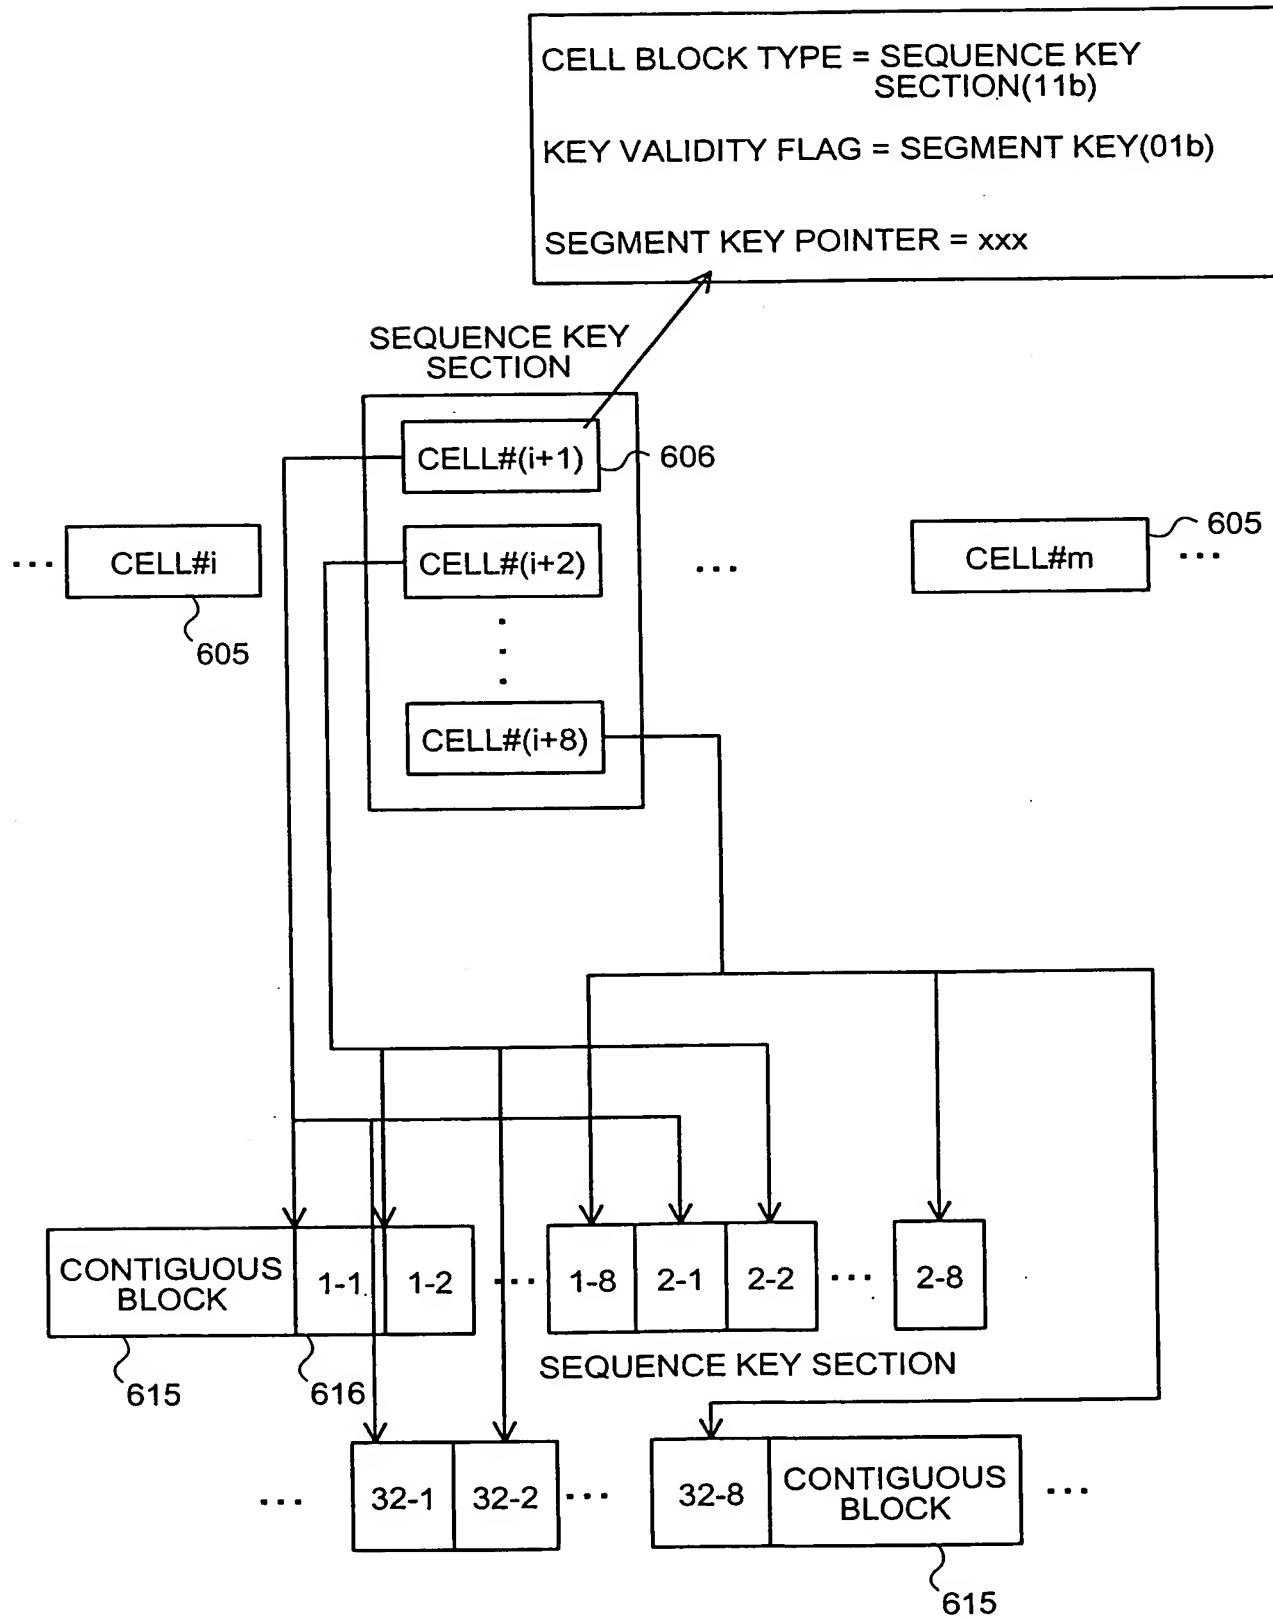 CELL BLOCK TYPE = SEQUENCE KEY
SECTION(11b)
KEY VALIDITY FLAG = SEGMENT KEY(01b)
SEGMENT KEY POINTER = xxx
SEQUENCE KEY
SECTION
CELL#(i+1)
606
... CELL#i
605
CELL#(i+2)
...
CELL#m
605
...
CELL#(i+8)
CONTIGUOUS
BLOCK
1-1 1-2 ... 1-8 2-1 2-2 ... 2-8
615
616
SEQUENCE KEY SECTION
... 32-1 32-2 ... 32-8
CONTIGUOUS
BLOCK
...
615